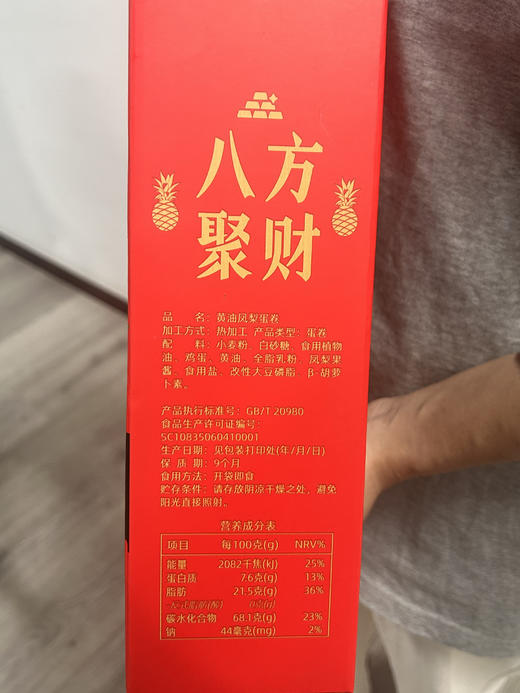 八方
聚财
品 名：黄油凤梨蛋卷
加工方式：热加工 产品类型：蛋卷
配 料：小麦粉、白砂糖、食用植物
油、鸡蛋、黄油、全脂乳粉、凤梨果
酱、食用盐、改性大豆磷脂、β-胡萝
卜素。
产品执行标准号：GB/T 20980
食品生产许可证编号：
SC10835060410001
生产日期：见包装打印处(年/月/日)
保 质 期：9个月
食用方法：开袋即食
贮存条件：请存放阴凉干燥之处，避免
阳光直接照射。
营养成分表
项目 每100克(g) NRV%
能量 2082千焦(kJ) 25%
蛋白质 7.6克(g) 13%
脂肪 21.5克(g) 36%
-反式脂肪(酸) 0克(g)
碳水化合物 68.1克(g) 23%
钠 44毫克(mg) 2%